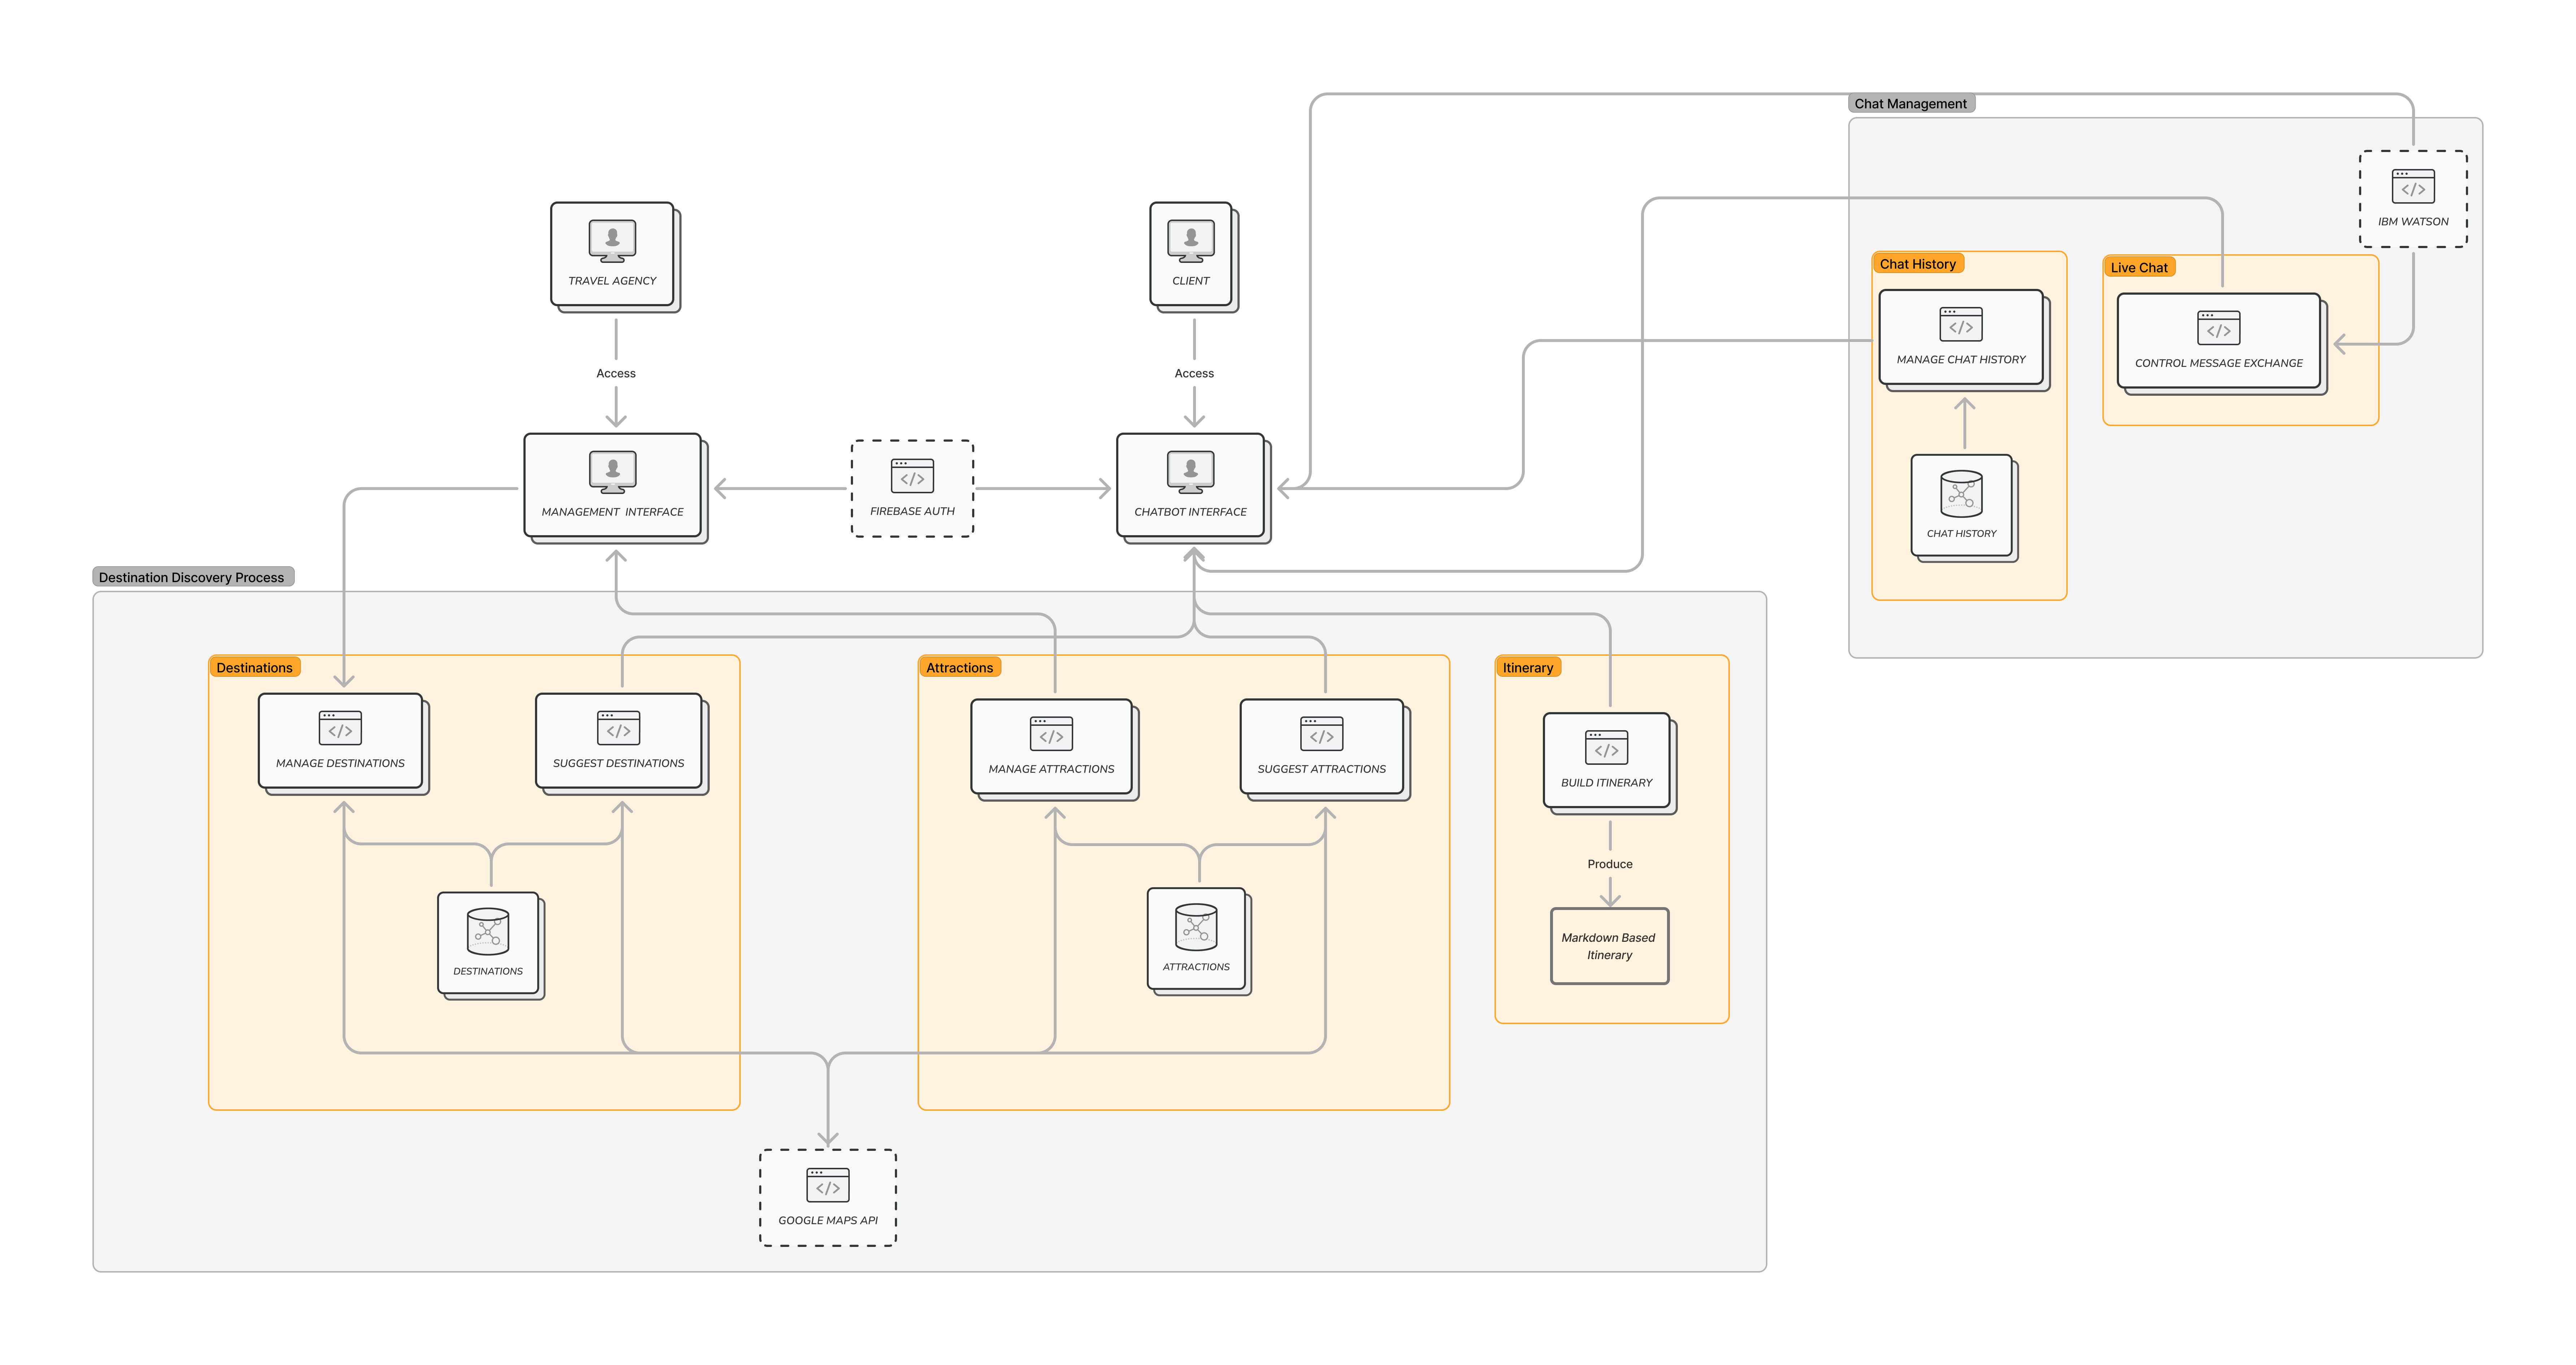 Chat Management
IBM WATSON
Chat History
Live Chat
MANAGE CHAT HISTORY
CONTROL MESSAGE EXCHANGE
CHAT HISTORY
TRAVEL AGENCY
CLIENT
Access
Access
MANAGEMENT  INTERFACE
FIREBASE AUTH
CHATBOT INTERFACE
Destination Discovery Process
Destinations
Attractions
Itinerary
MANAGE DESTINATIONS
SUGGEST DESTINATIONS
MANAGE ATTRACTIONS
SUGGEST ATTRACTIONS
BUILD ITINERARY
Produce
DESTINATIONS
ATTRACTIONS
Markdown Based
Itinerary
GOOGLE MAPS API